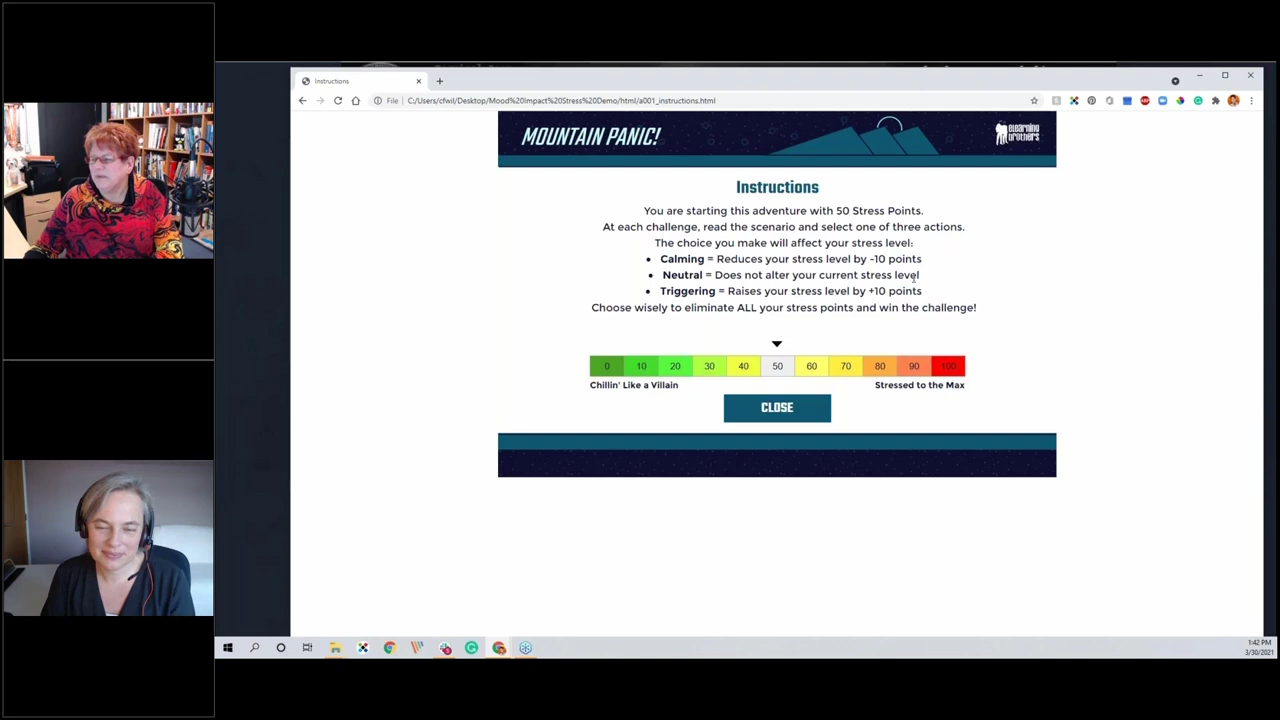 Instructions
File
C:/Users/cfwil/Desktop/Mood%20Impact%20Stress%20Demo/html/a001_instructions.html
MOUNTAIN PANIC!
eLearning
brothers
Instructions
You are starting this adventure with 50 Stress Points.
At each challenge, read the scenario and select one of three actions.
The choice you make will affect your stress level:
• Calming = Reduces your stress level by -10 points
• Neutral = Does not alter your current stress level
• Triggering = Raises your stress level by +10 points
Choose wisely to eliminate ALL your stress points and win the challenge!
0 10 20 30 40 50 60 70 80 90 100
Chillin' Like a Villain Stressed to the Max
CLOSE
1:42 PM
3/30/2021